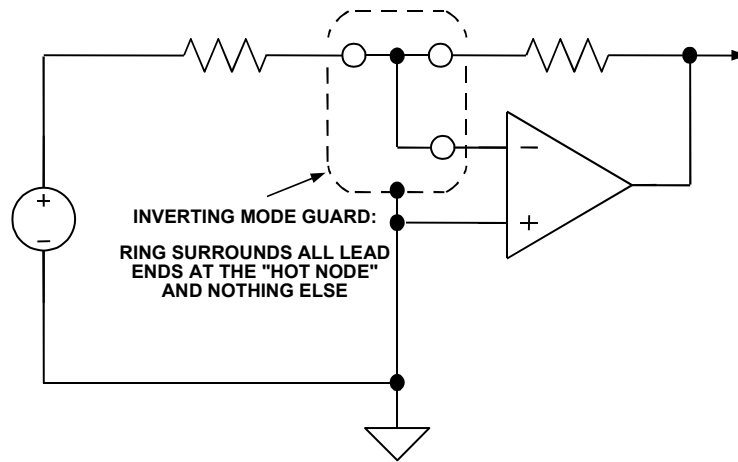 +
−
−
+
INVERTING MODE GUARD:
RING SURROUNDS ALL LEAD
ENDS AT THE "HOT NODE"
AND NOTHING ELSE